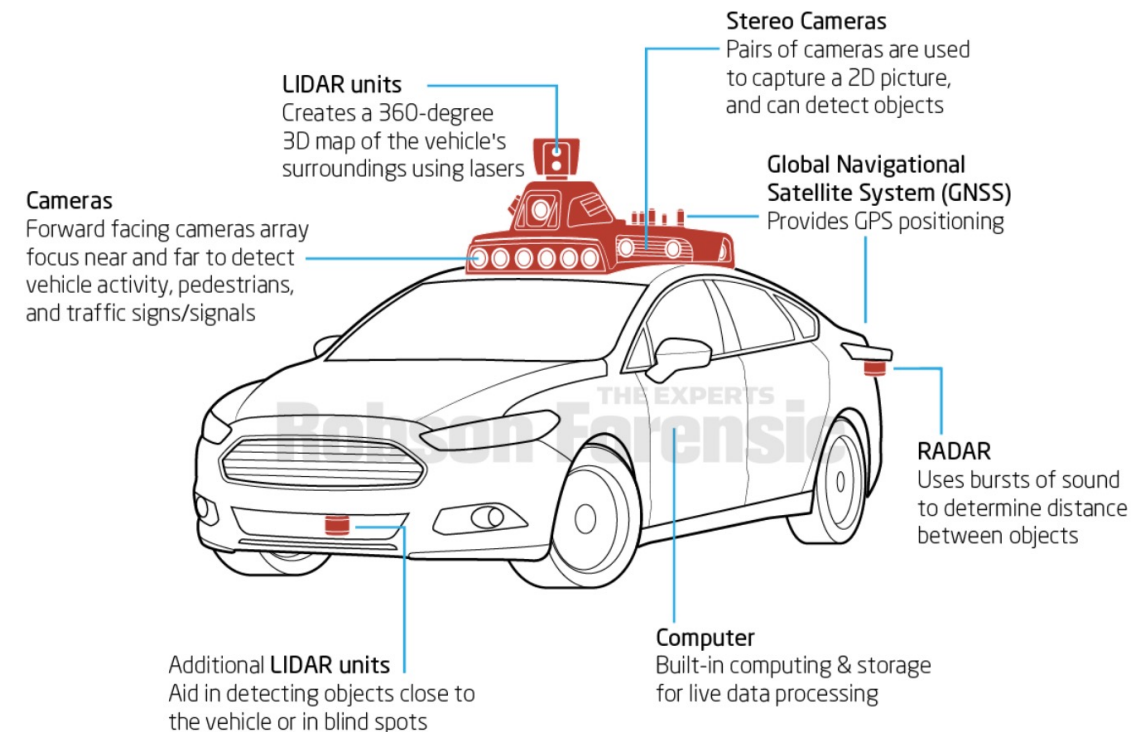 Stereo Cameras
Pairs of cameras are used
to capture a 2D picture,
and can detect objects
LIDAR units
Creates a 360-degree
3D map of the vehicle's
surroundings using lasers
Global Navigational
Satellite System (GNSS)
Provides GPS positioning
Cameras
Forward facing cameras array
focus near and far to detect
vehicle activity, pedestrians,
and traffic signs/signals
THE EXPERTS
Robson Forensic
RADAR
Uses bursts of sound
to determine distance
between objects
Computer
Built-in computing & storage
for live data processing
Additional LIDAR units
Aid in detecting objects close to
the vehicle or in blind spots